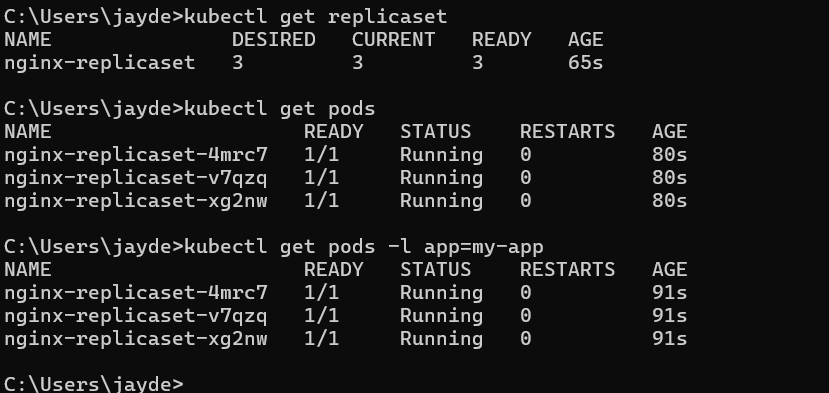 C:\Users\jayde>kubectl get replicaset
NAME               DESIRED   CURRENT   READY   AGE
nginx-replicaset   3         3         3       65s
C:\Users\jayde>kubectl get pods
NAME                     READY   STATUS    RESTARTS   AGE
nginx-replicaset-4mrc7   1/1     Running   0          80s
nginx-replicaset-v7qzq   1/1     Running   0          80s
nginx-replicaset-xg2nw   1/1     Running   0          80s
C:\Users\jayde>kubectl get pods -l app=my-app
NAME                     READY   STATUS    RESTARTS   AGE
nginx-replicaset-4mrc7   1/1     Running   0          91s
nginx-replicaset-v7qzq   1/1     Running   0          91s
nginx-replicaset-xg2nw   1/1     Running   0          91s
C:\Users\jayde>